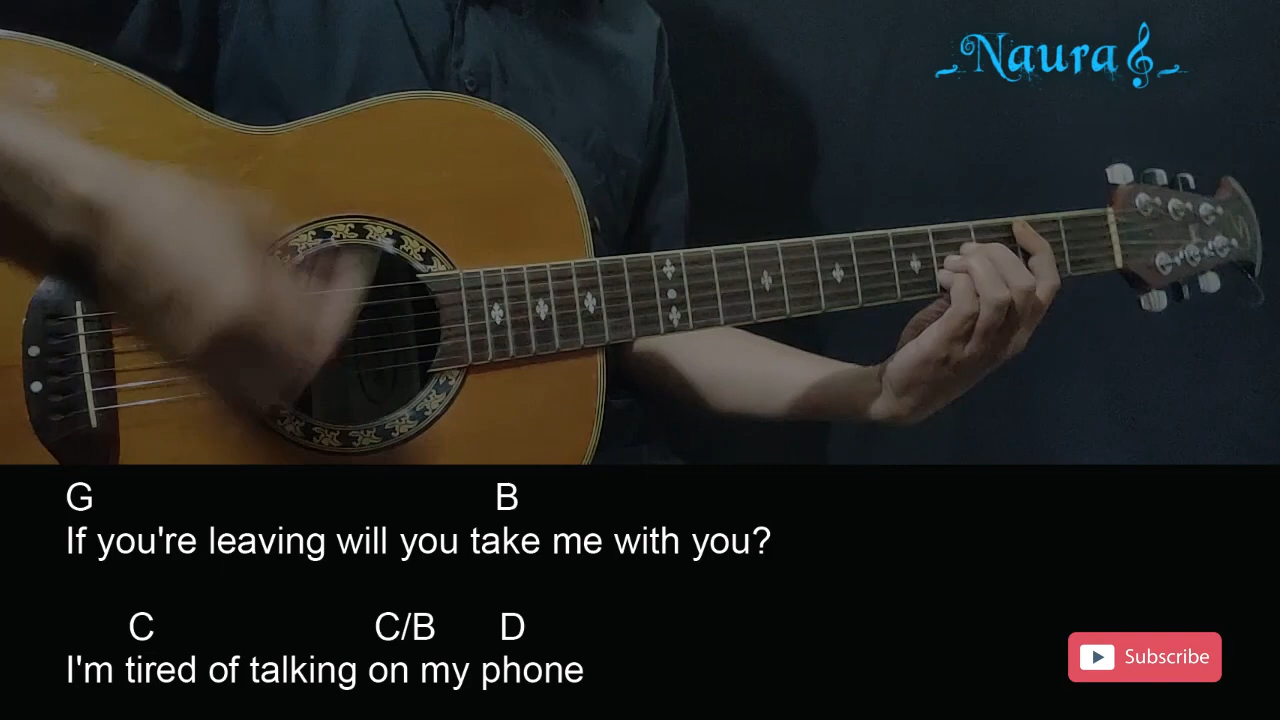 Naura
G B
If you're leaving will you take me with you?
C C/B D
I'm tired of talking on my phone
Subscribe